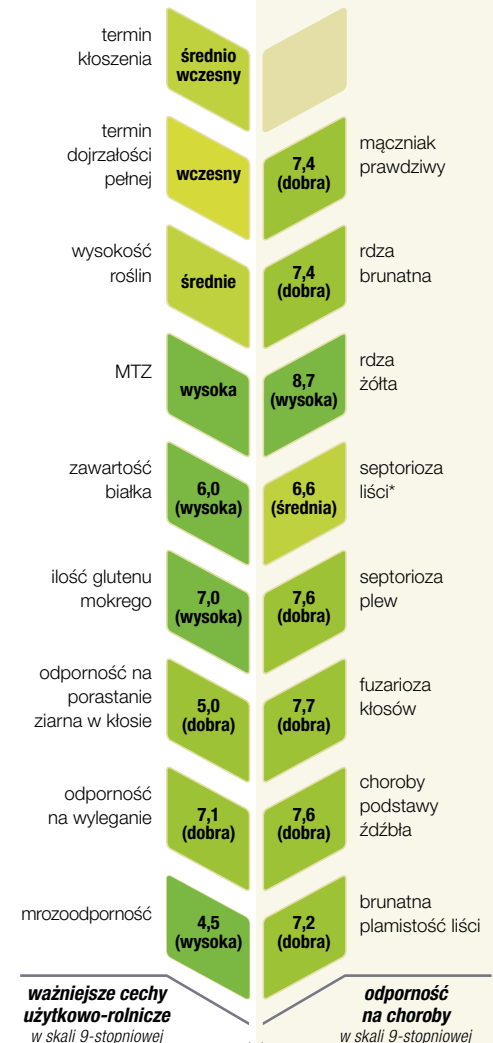 termin
kłoszenia
średnio
wczesny
termin
dojrzałości
pełnej
wczesny
7,4
(dobra)
mączniak
prawdziwy
wysokość
roślin
średnie
7,4
(dobra)
rdza
brunatna
MTZ
wysoka
8,7
(wysoka)
rdza
żółta
zawartość
białka
6,0
(wysoka)
6,6
(średnia)
septorioza
liści*
ilość glutenu
mokrego
7,0
(wysoka)
7,6
(dobra)
septorioza
plew
odporność na
porastanie
ziarna w kłosie
5,0
(dobra)
7,7
(dobra)
fuzarioza
kłosów
odporność
na wyleganie
7,1
(dobra)
7,6
(dobra)
choroby
podstawy
źdźbła
mrozoodporność
4,5
(wysoka)
7,2
(dobra)
brunatna
plamistość liści
ważniejsze cechy
użytkowo-rolnicze
w skali 9-stopniowej
odporność
na choroby
w skali 9-stopniowej